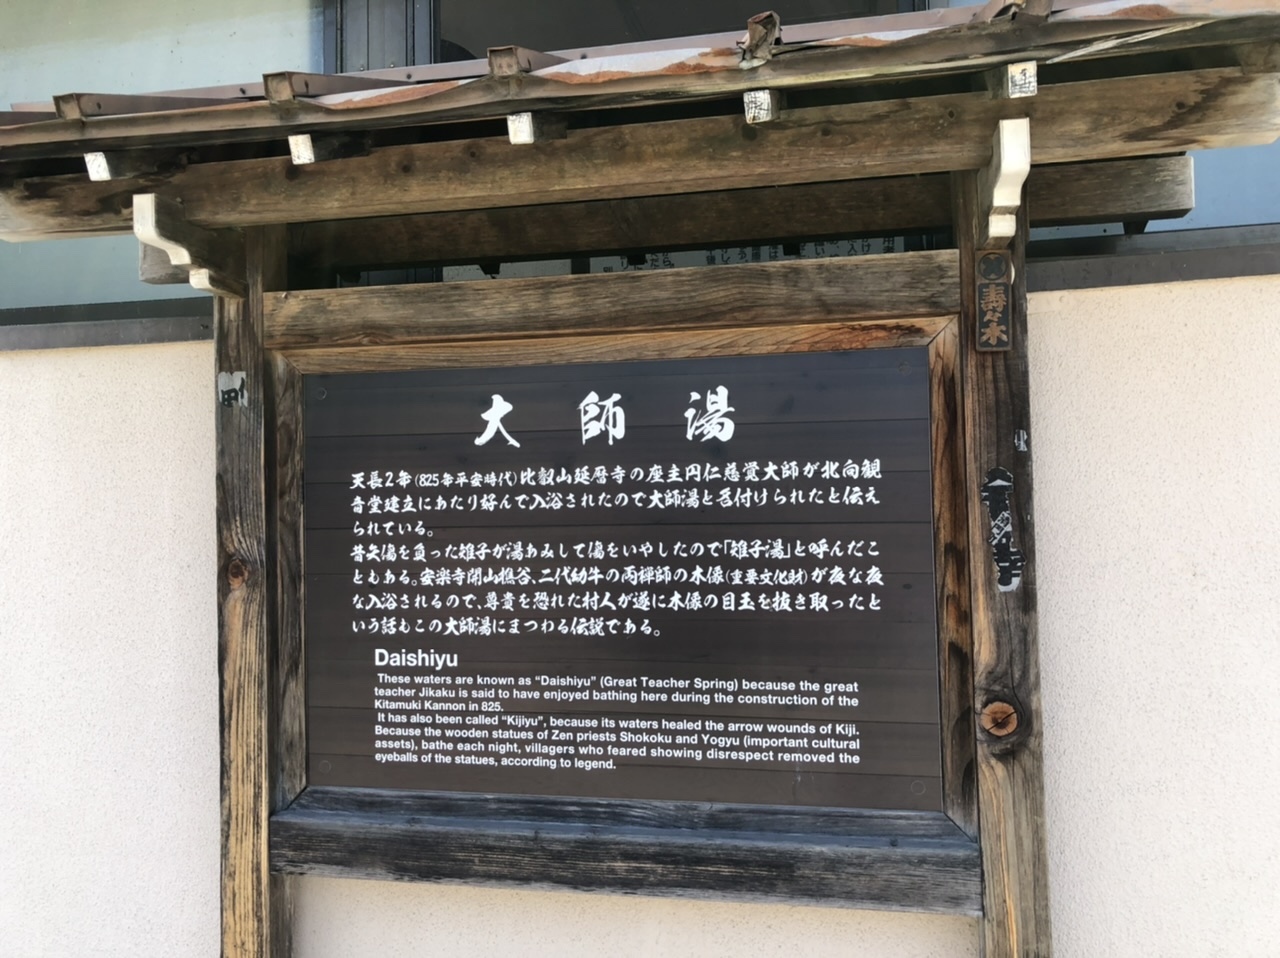 大師湯
天長2年(825年平安時代)比叡山延暦寺の座主円仁慈覚大師が北向観
音堂建立にあたり好んで入浴されたので大師湯と名付けられたと伝え
られている。
昔矢傷を負った雉子が湯あみして傷をいやしたので「雉子湯」と呼んだこ
ともある。安楽寺開山樵谷、二代幼牛の両禅師の木像(重要文化財)が夜な夜
な入浴されるので、尊貴を恐れた村人が遂に木像の目玉を抜き取ったと
いう話もこの大師湯にまつわる伝説である。
Daishiyu
These waters are known as “Daishiyu” (Great Teacher Spring) because the great
teacher Jikaku is said to have enjoyed bathing here during the construction of the
Kitamuki Kannon in 825.
It has also been called “Kijiyu”, because its waters healed the arrow wounds of Kiji.
Because the wooden statues of Zen priests Shokoku and Yogyu (important cultural
assets), bathe each night, villagers who feared showing disrespect removed the
eyeballs of the statues, according to legend.
寿々木